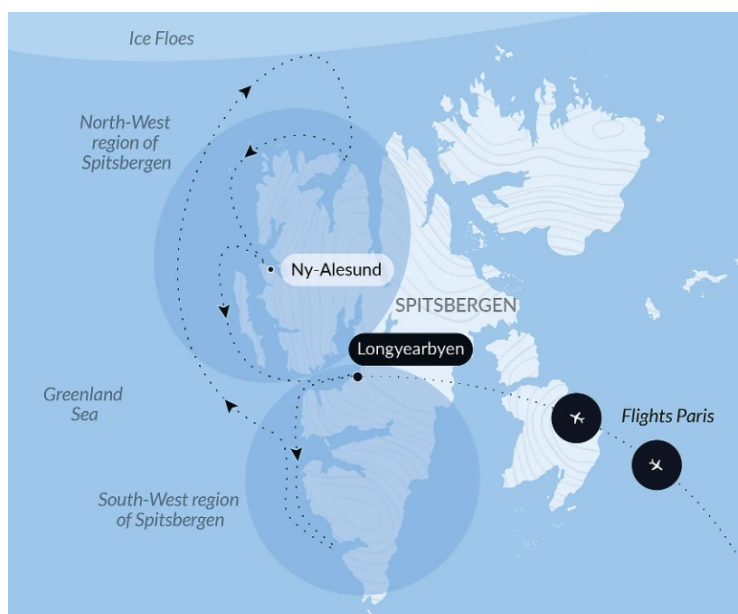 Ice Floes
North-West
region of
Spitsbergen
Ny-Alesund
SPITSBERGEN
Longyearbyen
Greenland
Sea
Flights Paris
South-West region
of Spitsbergen